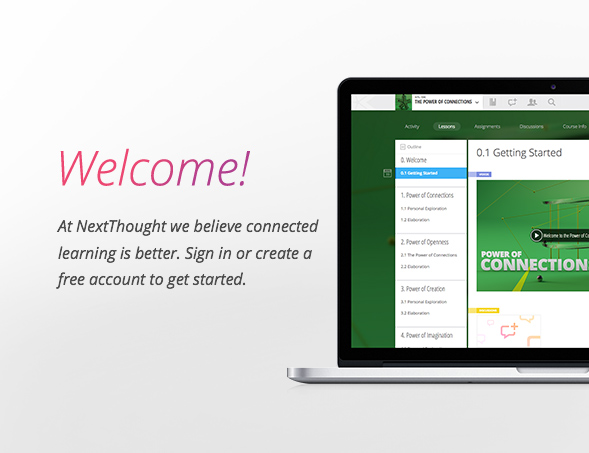 Welcome!
At NextThought we believe connected
learning is better. Sign in or create a
free account to get started.
THE POWER OF CONNECTIONS
Activity
Lessons
Assignments
Discussions
Course Info
Outline
0. Welcome
0.1 Getting Started
1. Power of Connections
1.1 Personal Exploration
1.2 Elaboration
2. Power of Openness
2.1 The Power of Connections
2.2 Elaboration
3. Power of Creation
3.1 Personal Exploration
3.2 Elaboration
4. Power of Imagination
0.1 Getting Started
Welcome to the Power of Co
POWER OF
CONNECTION